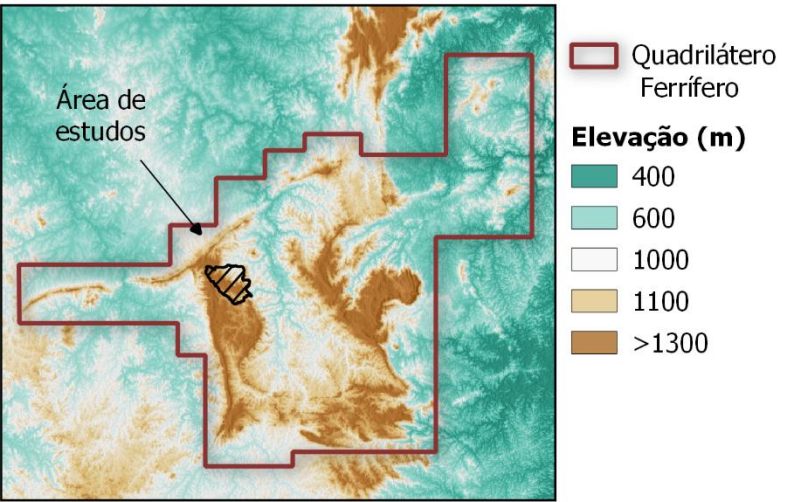 Área de
estudos
Quadrilátero
Ferrífero
Elevação (m)
400
600
1000
1100
>1300